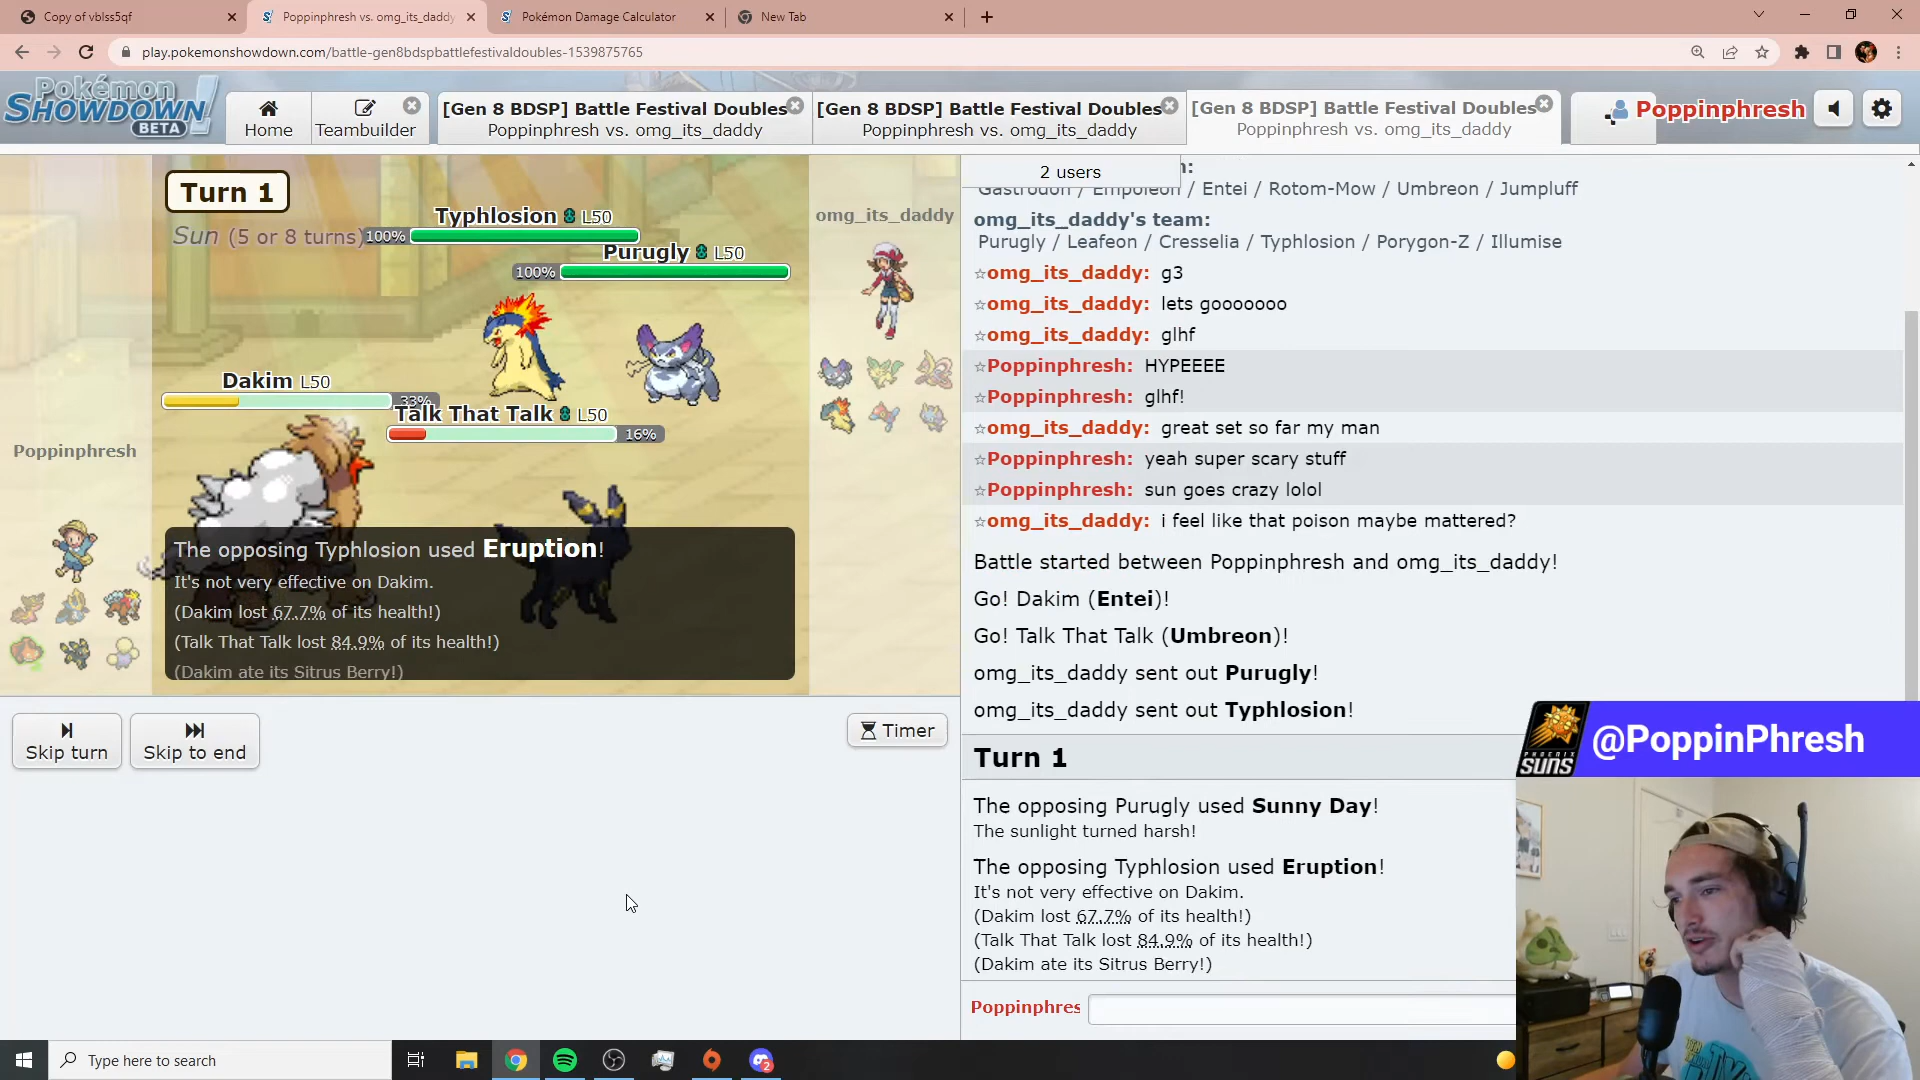 Copy of vblss5qf
Poppinphresh vs. omg_its_daddy
Pokémon Damage Calculator
New Tab
play.pokemonshowdown.com/battle-gen8bdspbattlefestivaldoubles-1539875765
Pokémon
SHOWDOWN!
BETA
Home
Teambuilder
[Gen 8 BDSP] Battle Festival Doubles
Poppinphresh vs. omg_its_daddy
[Gen 8 BDSP] Battle Festival Doubles
Poppinphresh vs. omg_its_daddy
[Gen 8 BDSP] Battle Festival Doubles
Poppinphresh vs. omg_its_daddy
Poppinphresh
Turn 1
Sun (5 or 8 turns)
Typhlosion L50
100%
Purugly L50
100%
omg_its_daddy
Dakim L50
33%
Talk That Talk L50
16%
Poppinphresh
The opposing Typhlosion used Eruption!
It's not very effective on Dakim.
(Dakim lost 67.7% of its health!)
(Talk That Talk lost 84.9% of its health!)
(Dakim ate its Sitrus Berry!)
Skip turn
Skip to end
Timer
2 users
Gastrodon / Empoleon / Entei / Rotom-Mow / Umbreon / Jumpluff
omg_its_daddy's team:
Purugly / Leafeon / Cresselia / Typhlosion / Porygon-Z / Illumise
☆omg_its_daddy: g3
☆omg_its_daddy: lets gooooooo
☆omg_its_daddy: glhf
☆Poppinphresh: HYPEEEE
☆Poppinphresh: glhf!
☆omg_its_daddy: great set so far my man
☆Poppinphresh: yeah super scary stuff
☆Poppinphresh: sun goes crazy lolol
☆omg_its_daddy: i feel like that poison maybe mattered?
Battle started between Poppinphresh and omg_its_daddy!
Go! Dakim (Entei)!
Go! Talk That Talk (Umbreon)!
omg_its_daddy sent out Purugly!
omg_its_daddy sent out Typhlosion!
Turn 1
The opposing Purugly used Sunny Day!
The sunlight turned harsh!
The opposing Typhlosion used Eruption!
It's not very effective on Dakim.
(Dakim lost 67.7% of its health!)
(Talk That Talk lost 84.9% of its health!)
(Dakim ate its Sitrus Berry!)
Poppinphres
PHOENIX
SUNS
@PoppinPhresh
Type here to search
2